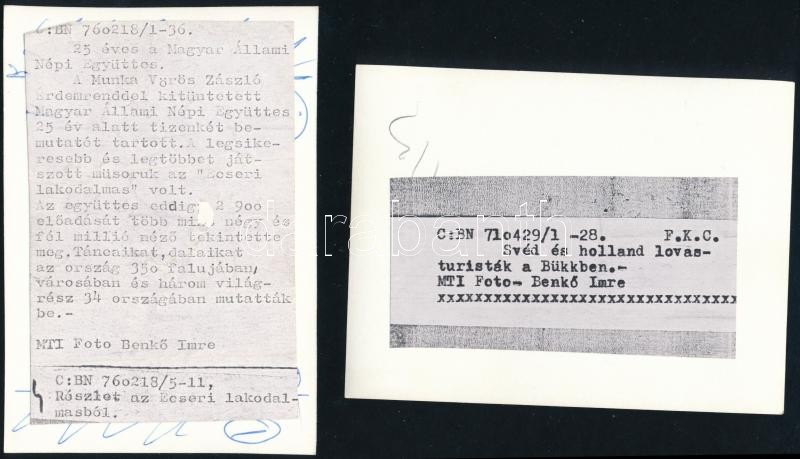 C:BN 76o218/1-36.
25 éves a Magyar Állami
Népi Együttes.
A Munka Vörös Zászló
érdemrenddel kitüntetett
Magyar Állami Népi Együttes
25 év alatt tizenkét be-
mutatót tartott.A legsike-
resebb és legtöbbet ját-
szott müsoruk az "Ecseri
lakodalmas" volt.
Az együttes eddigi 2 9oo
előadását több mint négy és
fél millió néző tekintette
meg.Táncaikat,dalaikat
az ország 35o falujában,
városában és három világ-
rész 34 országában mutatták
be.-
MTI Foto Benkő Imre
C:BN 76o218/5-11,
Részlet az Ecseri lakodal-
masból.
C:BN 71o429/1 -28. F.K.C.
Svéd és holland lovas-
turisták a Bükkben.-
MTI Foto- Benkő Imre
xxxxxxxxxxxxxxxxxxxxxxxxxxxxxxxx